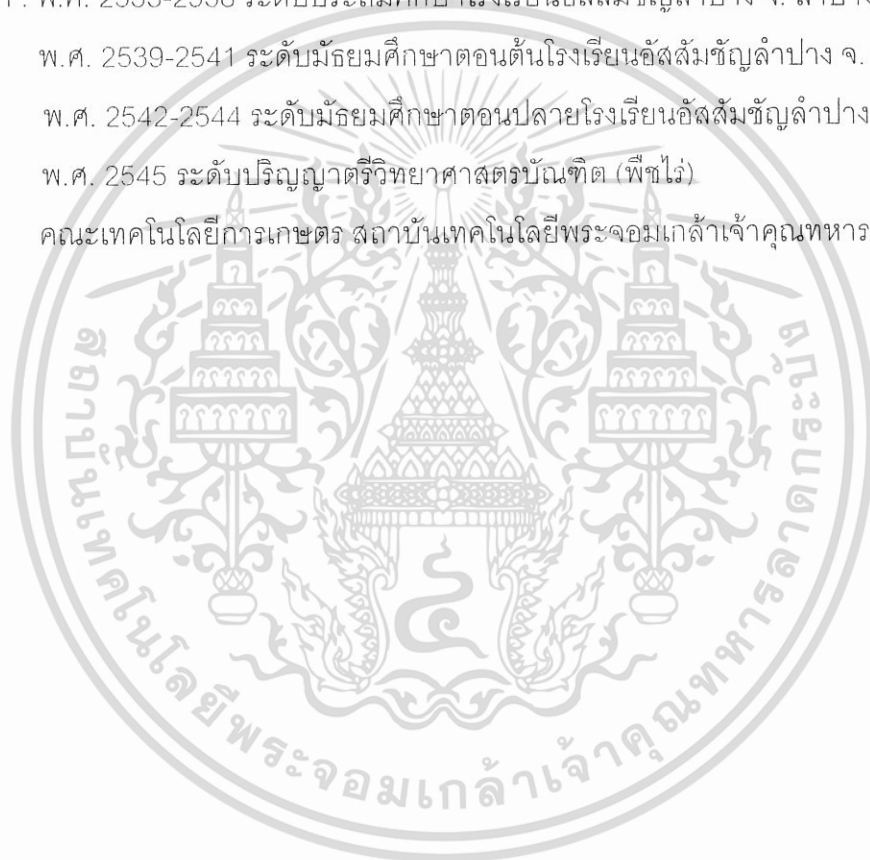 พ.ศ. 2539-2541 ระดับมัธยมศึกษาตอนต้นโรงเรียนอัสสัมชัญลำปาง จ.
พ.ศ. 2542-2544 ระดับมัธยมศึกษาตอนปลายโรงเรียนอัสสัมชัญลำปาง
พ.ศ. 2545 ระดับปริญญาตรีวิทยาศาสตรบัณฑิต (พืชไร่)
คณะเทคโนโลยีการเกษตร สถาบันเทคโนโลยีพระจอมเกล้าเจ้าคุณทหาร
สถาบันเทคโนโลยีพระจอมเกล้าเจ้าคุณทหารลาดกระบัง
๔